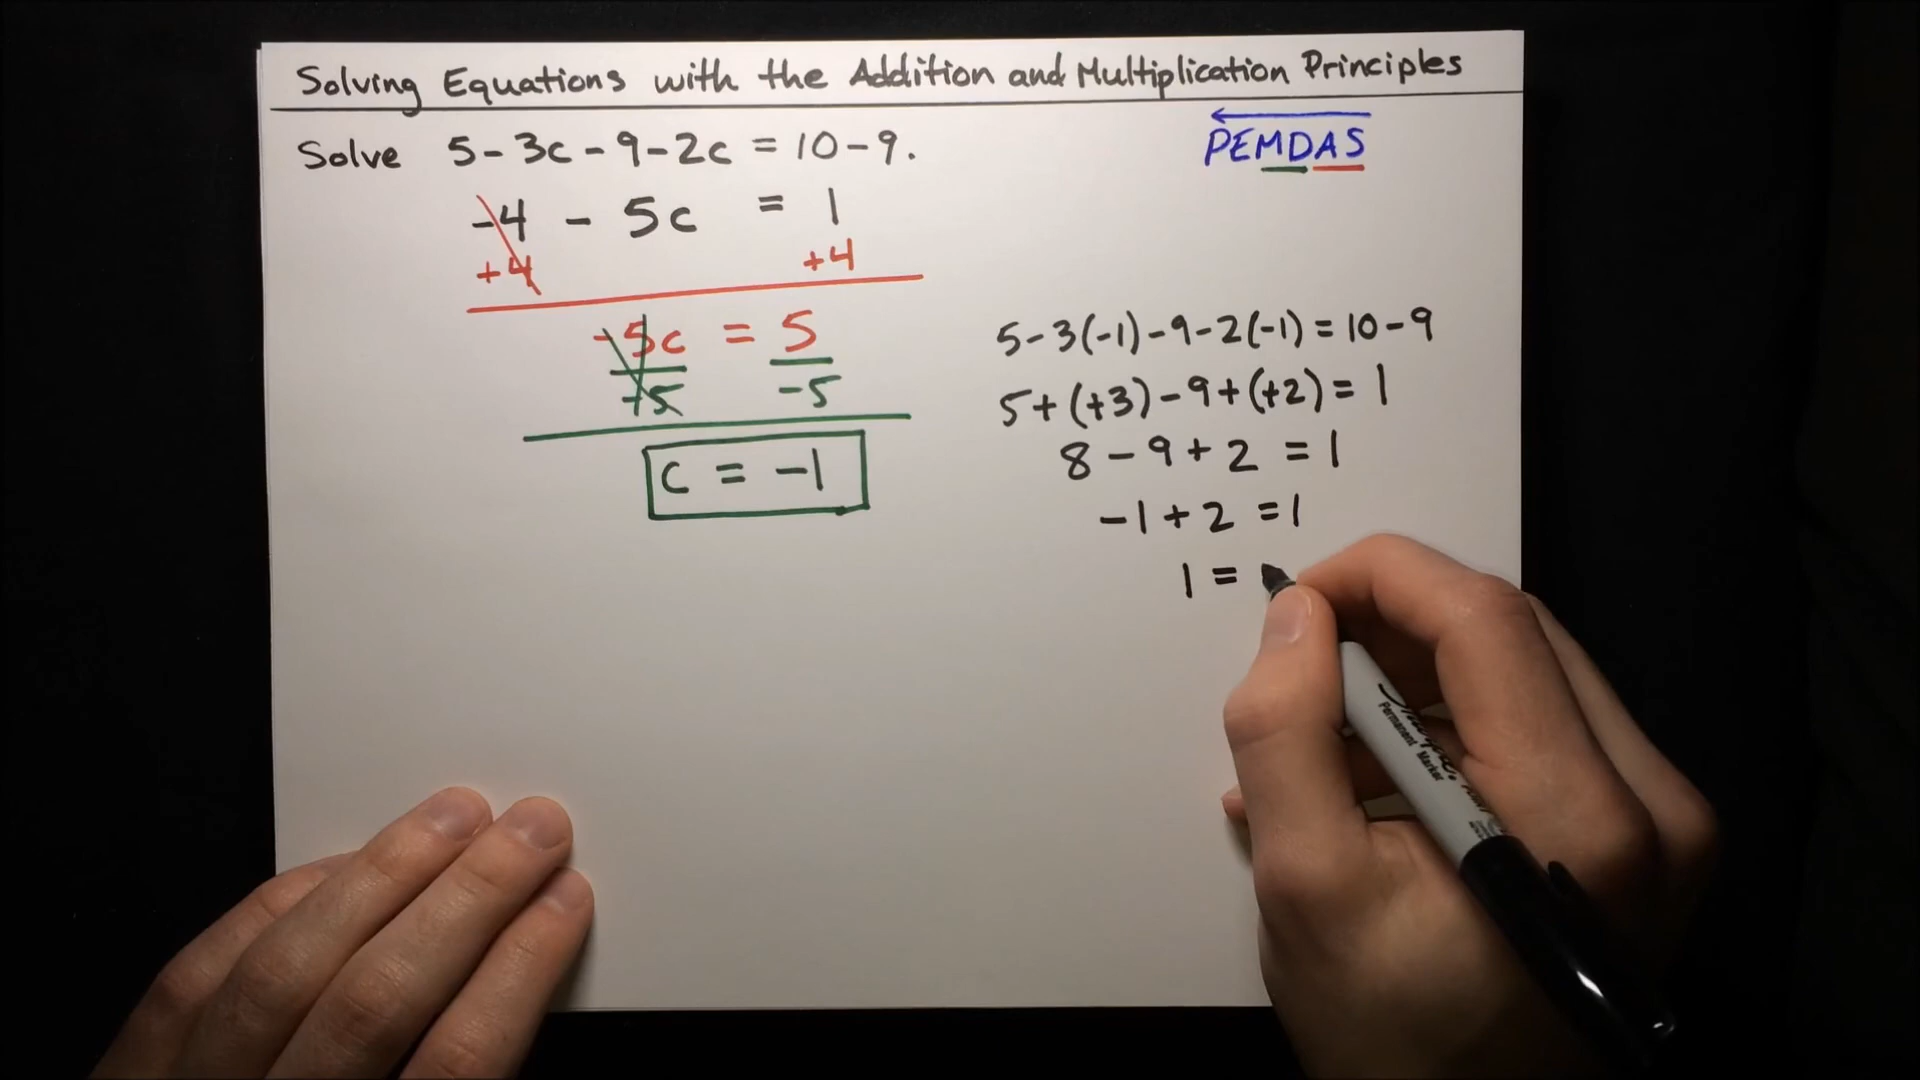 Solving Equations with the Addition and Multiplication Principles
Solve 5-3c-9-2c = 10-9.
PEMDAS
-4 - 5c = 1
+4 +4
-5c = 5
-5 -5
c = -1
5-3(-1)-9-2(-1) = 10-9
5+(+3)-9+(+2) = 1
8-9+2 = 1
-1+2 = 1
1 =
Sharpie.
Permanent Marker